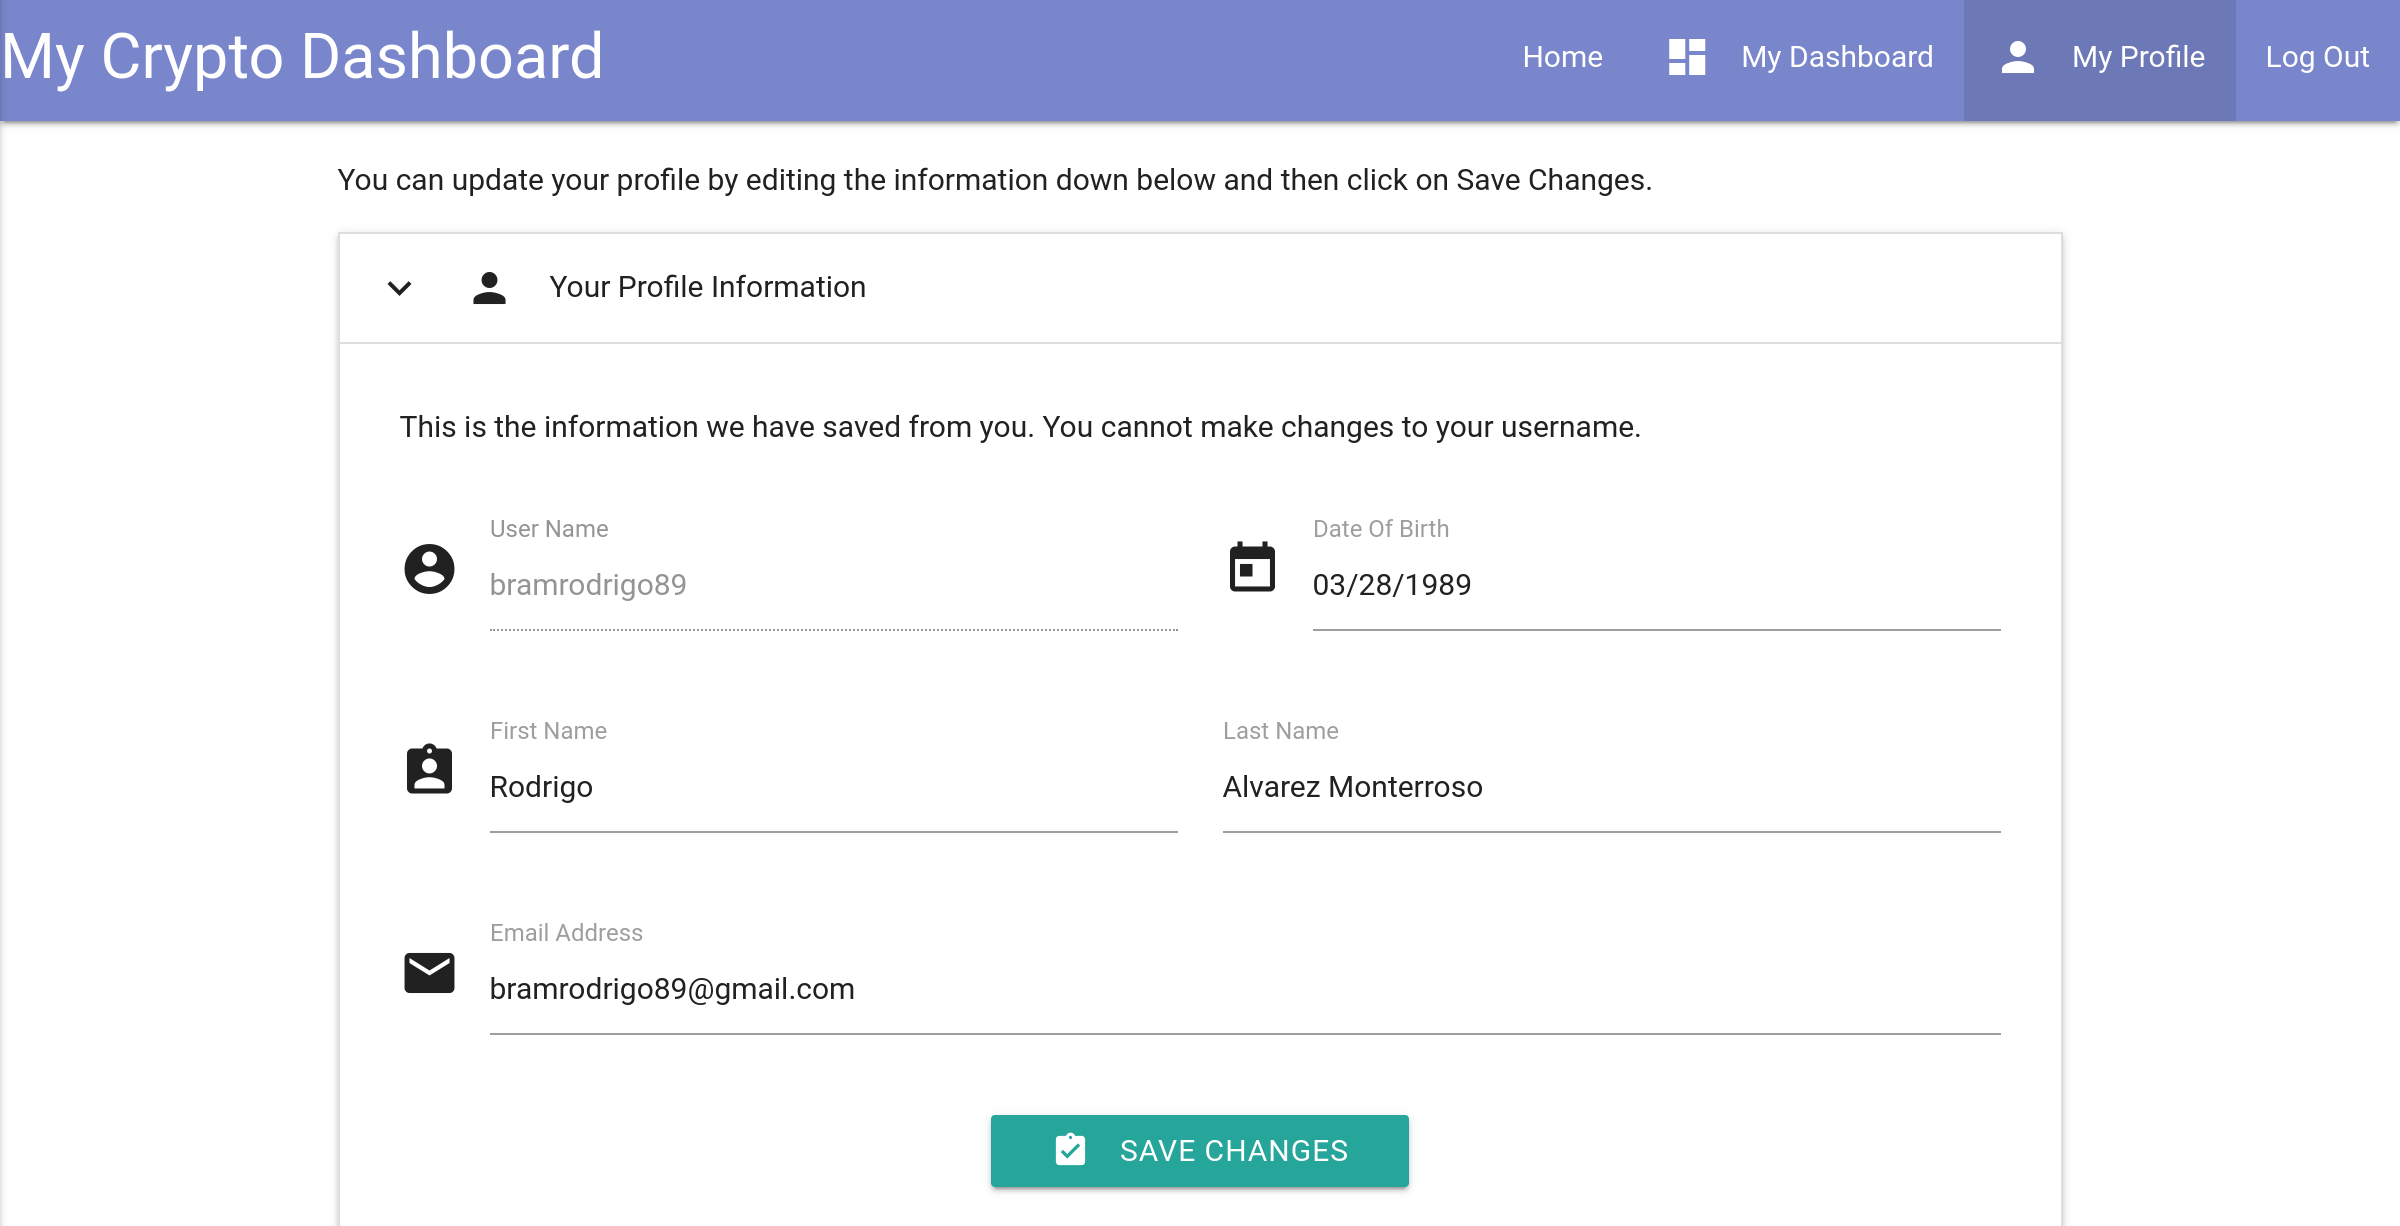 My Crypto Dashboard
Home My Dashboard My Profile Log Out
You can update your profile by editing the information down below and then click on Save Changes.
Your Profile Information
This is the information we have saved from you. You cannot make changes to your username.
User Name Date Of Birth
bramrodrigo89 03/28/1989
First Name Last Name
Rodrigo Alvarez Monterroso
Email Address
bramrodrigo89@gmail.com
SAVE CHANGES